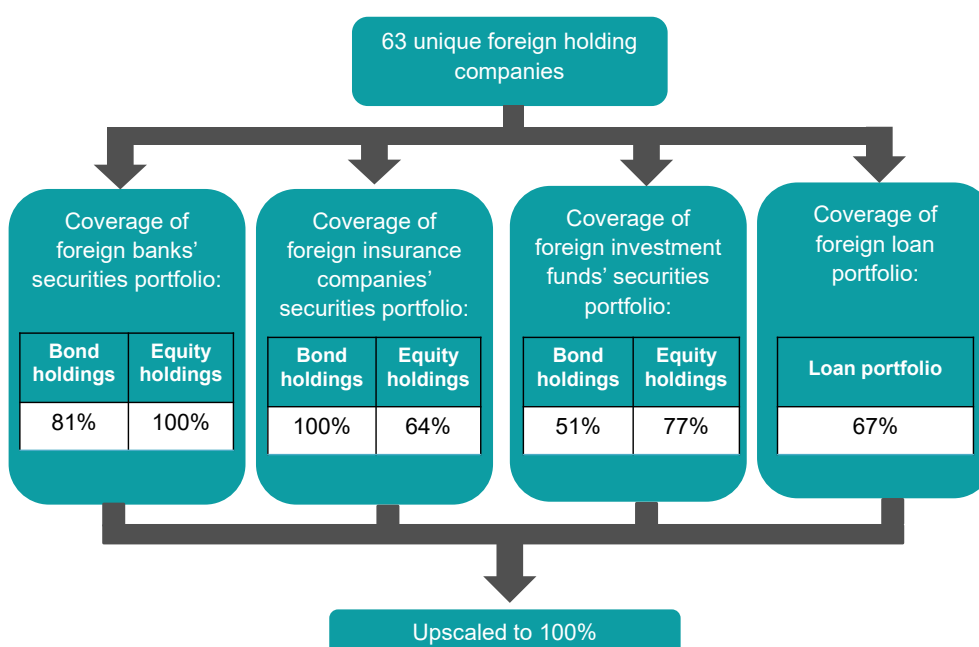 63 unique foreign holding
companies
Coverage of
foreign banks’
securities portfolio:
Bond holdings
Equity holdings
81%
100%
Coverage of
foreign insurance
companies’
securities portfolio:
Bond holdings
Equity holdings
100%
64%
Coverage of
foreign investment
funds’ securities
portfolio:
Bond holdings
Equity holdings
51%
77%
Coverage of
foreign loan
portfolio:
Loan portfolio
67%
Upscaled to 100%